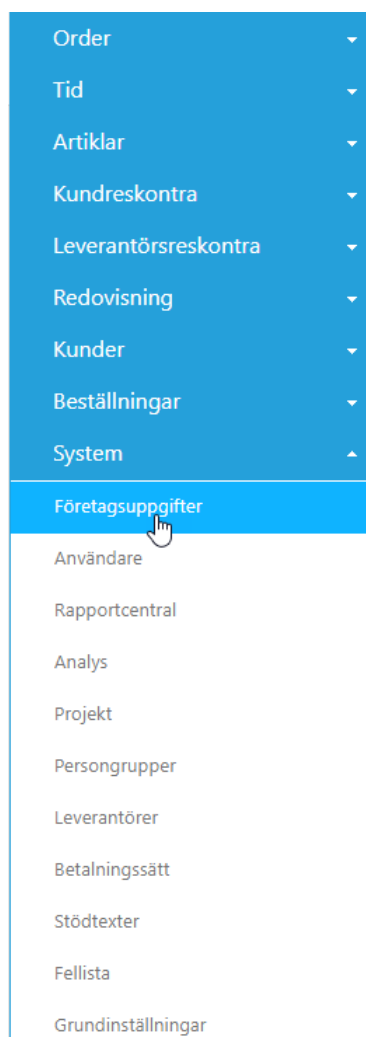 Order
Tid
Artiklar
Kundreskontra
Leverantörsreskontra
Redovisning
Kunder
Beställningar
System
Företagsuppgifter
Användare
Rapportcentral
Analys
Projekt
Persongrupper
Leverantörer
Betalningssätt
Stödtexter
Fellista
Grundinställningar